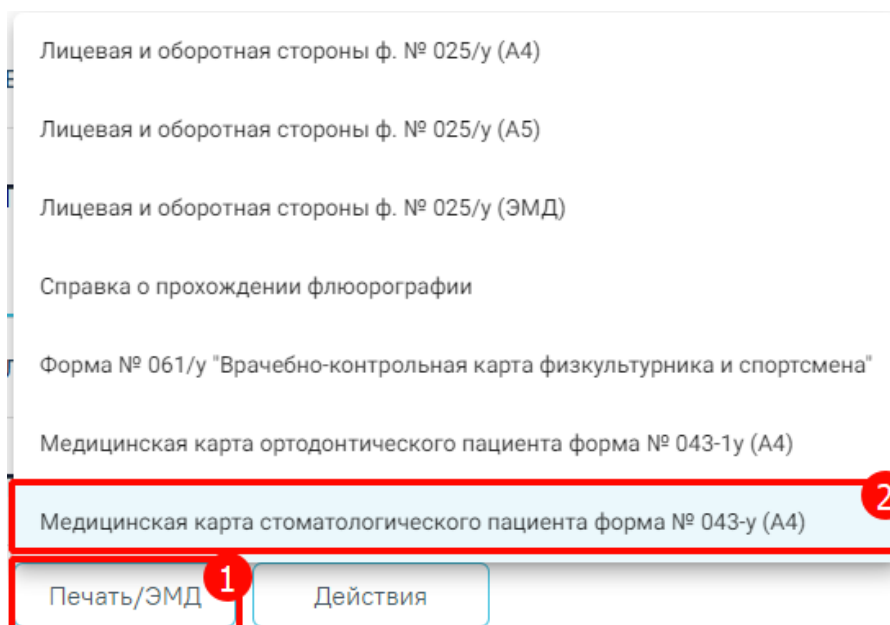 Лицевая и оборотная стороны ф. № 025/у (А4)
Лицевая и оборотная стороны ф. № 025/у (А5)
Лицевая и оборотная стороны ф. № 025/у (ЭМД)
Справка о прохождении флюорографии
Форма № 061/у "Врачебно-контрольная карта физкультурника и спортсмена"
Медицинская карта ортодонтического пациента форма № 043-1у (А4)
2
Медицинская карта стоматологического пациента форма № 043-у (А4)
1
Печать/ЭМД Действия